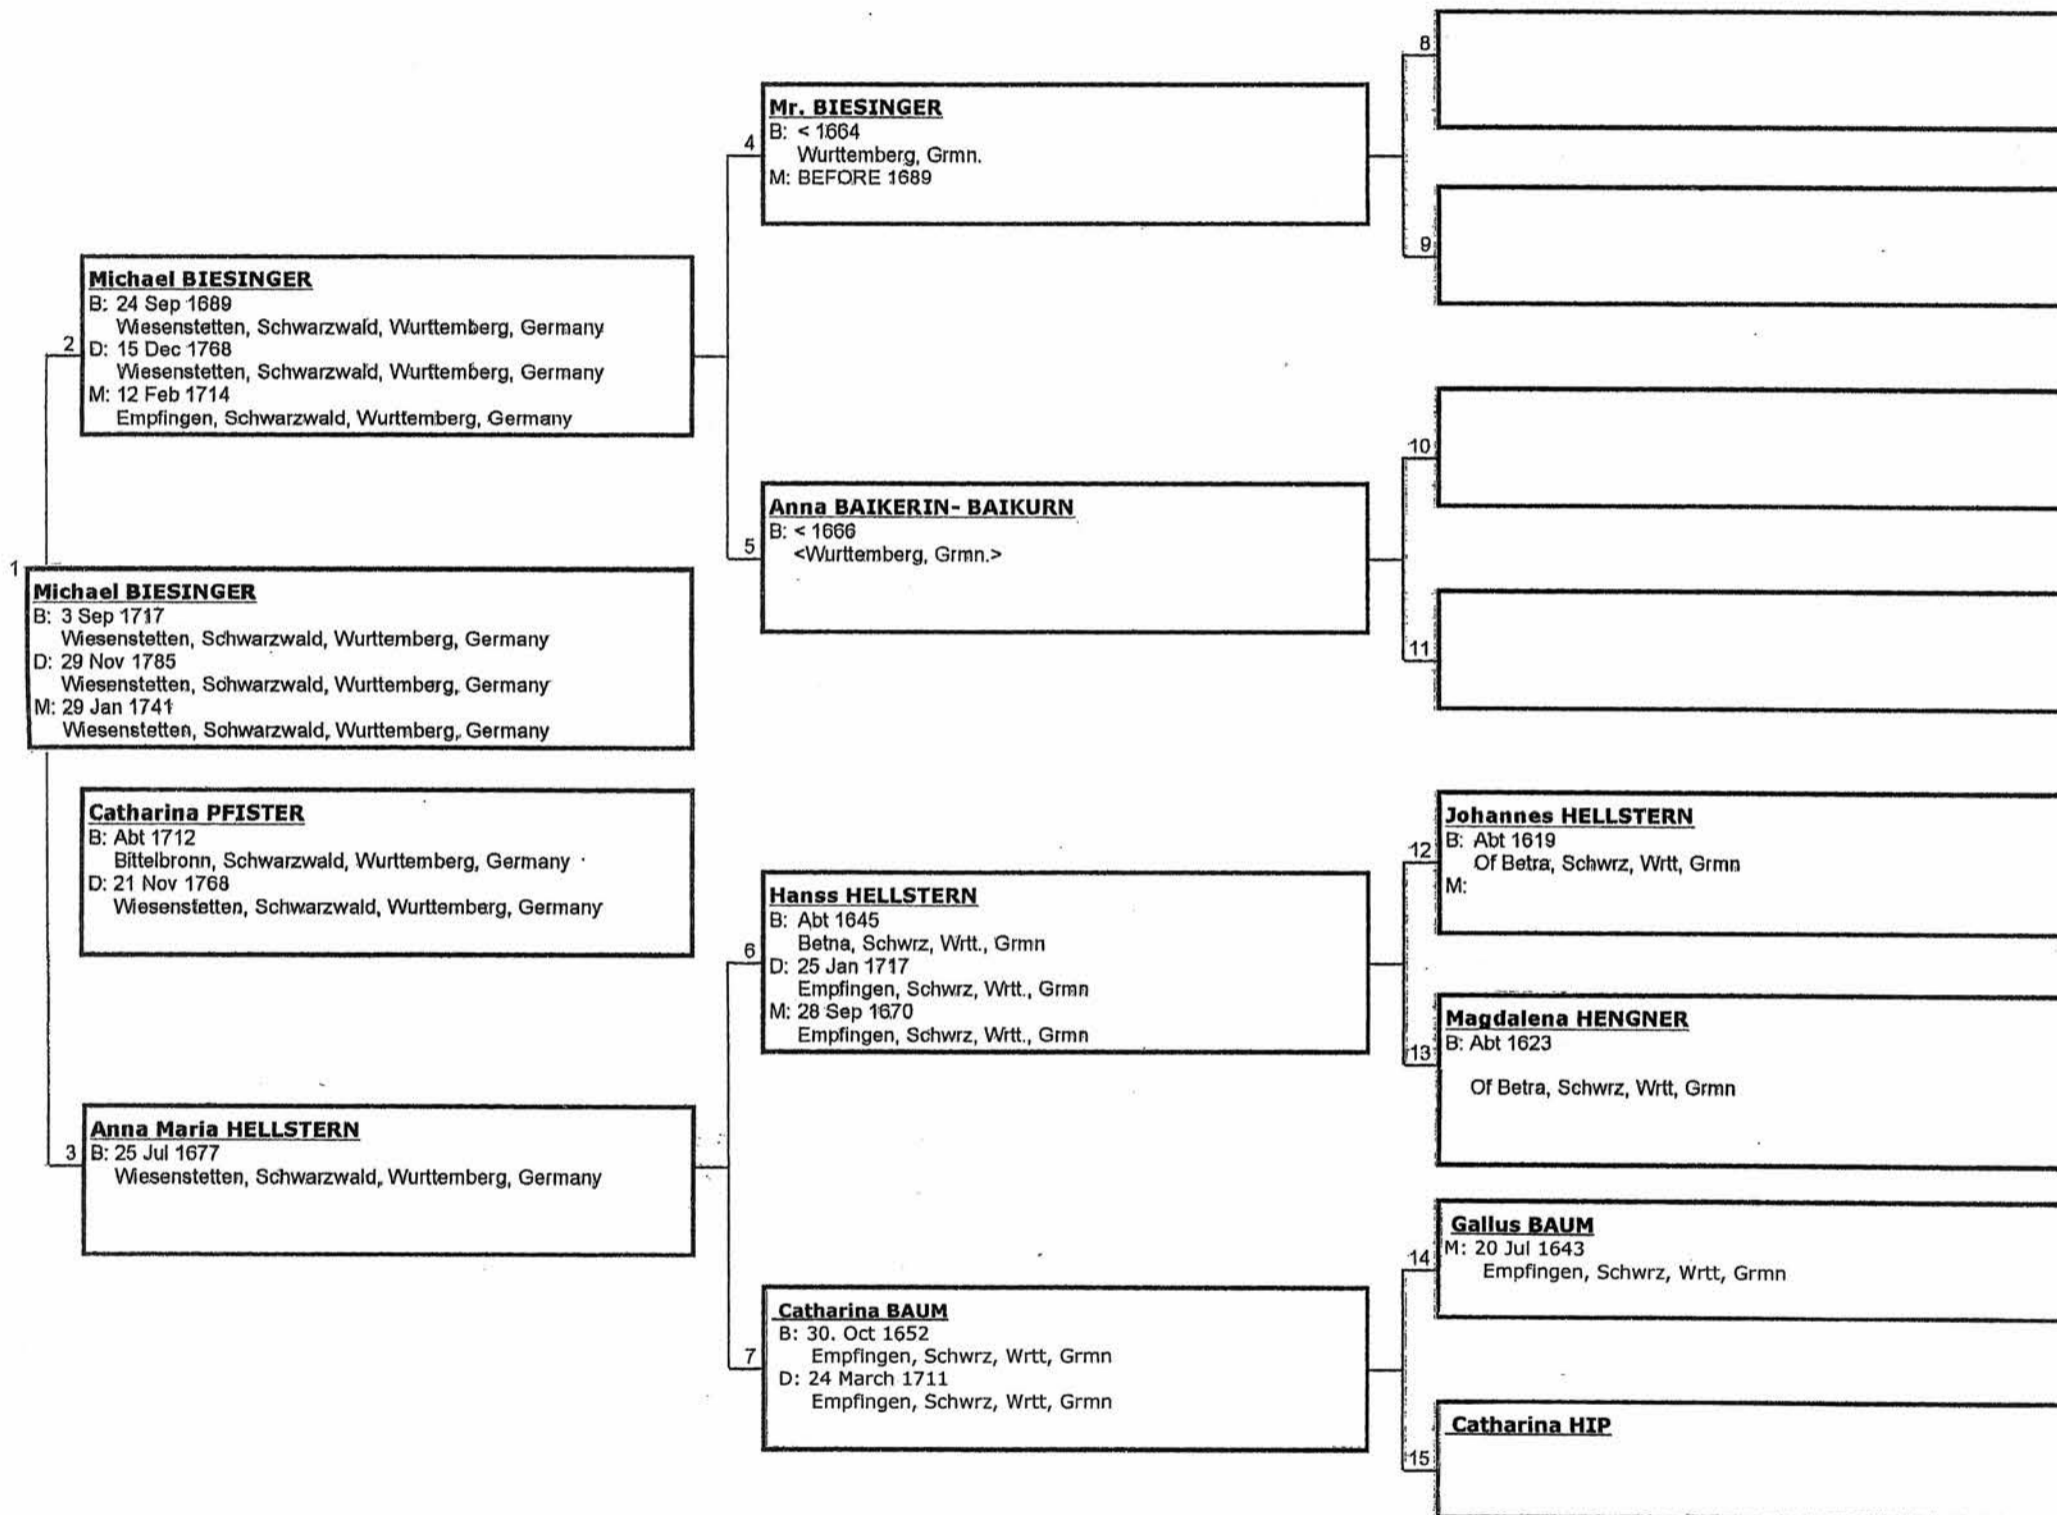 1
Michael BIESINGER
B: 3 Sep 1717
Wiesenstetten, Schwarzwald, Wurttemberg, Germany
D: 29 Nov 1785
Wiesenstetten, Schwarzwald, Wurttemberg, Germany
M: 29 Jan 1741
Wiesenstetten, Schwarzwald, Wurttemberg, Germany
Catharina PFISTER
B: Abt 1712
Bittelbronn, Schwarzwald, Wurttemberg, Germany
D: 21 Nov 1768
Wiesenstetten, Schwarzwald, Wurttemberg, Germany
2
Michael BIESINGER
B: 24 Sep 1689
Wiesenstetten, Schwarzwald, Wurttemberg, Germany
D: 15 Dec 1768
Wiesenstetten, Schwarzwald, Wurttemberg, Germany
M: 12 Feb 1714
Empfingen, Schwarzwald, Wurttemberg, Germany
3
Anna Maria HELLSTERN
B: 25 Jul 1677
Wiesenstetten, Schwarzwald, Wurttemberg, Germany
4
Mr. BIESINGER
B: < 1664
Wurttemberg, Grmn.
M: BEFORE 1689
5
Anna BAIKERIN- BAIKURN
B: < 1666
<Wurttemberg, Grmn.>
6
Hanss HELLSTERN
B: Abt 1645
Betna, Schwrz, Wrtt., Grmn
D: 25 Jan 1717
Empfingen, Schwrz, Wrtt., Grmn
M: 28 Sep 1670
Empfingen, Schwrz, Wrtt., Grmn
7
Catharina BAUM
B: 30. Oct 1652
Empfingen, Schwrz, Wrtt, Grmn
D: 24 March 1711
Empfingen, Schwrz, Wrtt, Grmn
8
9
10
11
12
Johannes HELLSTERN
B: Abt 1619
Of Betra, Schwrz, Wrtt, Grmn
M:
13
Magdalena HENGNER
B: Abt 1623
Of Betra, Schwrz, Wrtt, Grmn
14
Gallus BAUM
M: 20 Jul 1643
Empfingen, Schwrz, Wrtt, Grmn
15
Catharina HIP